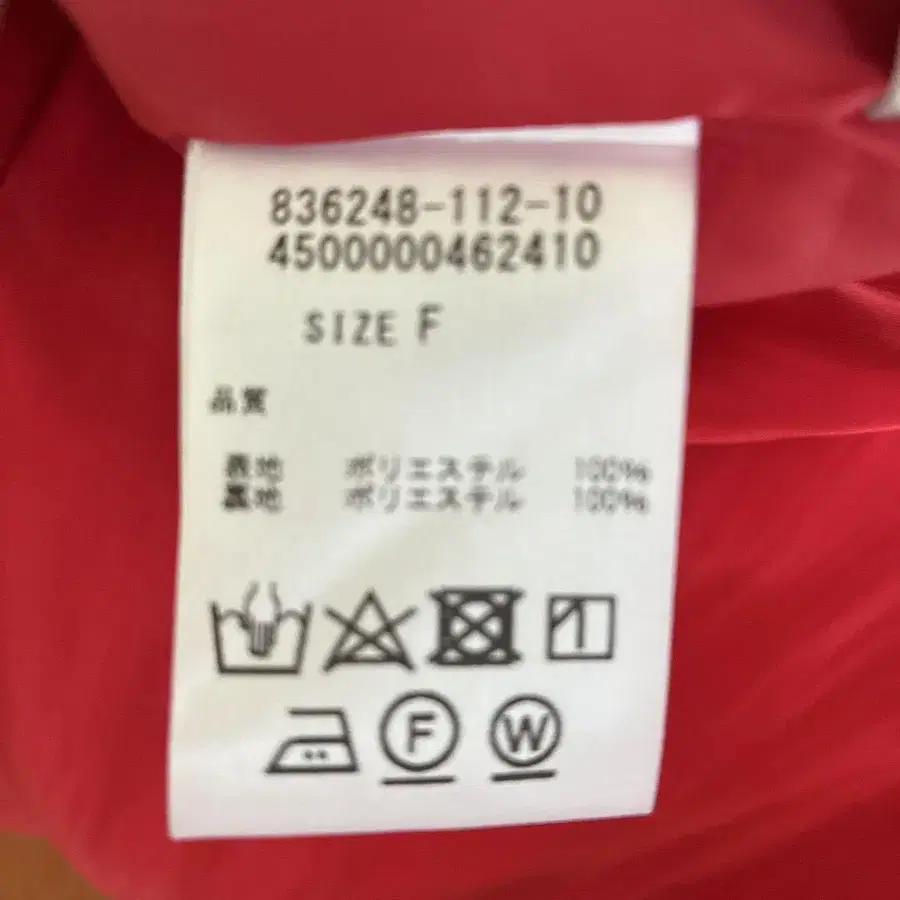 836248-112-10
4500000462410
SIZE F
品質
表地 ポリエステル 100%
裏地 ポリエステル 100%
F W